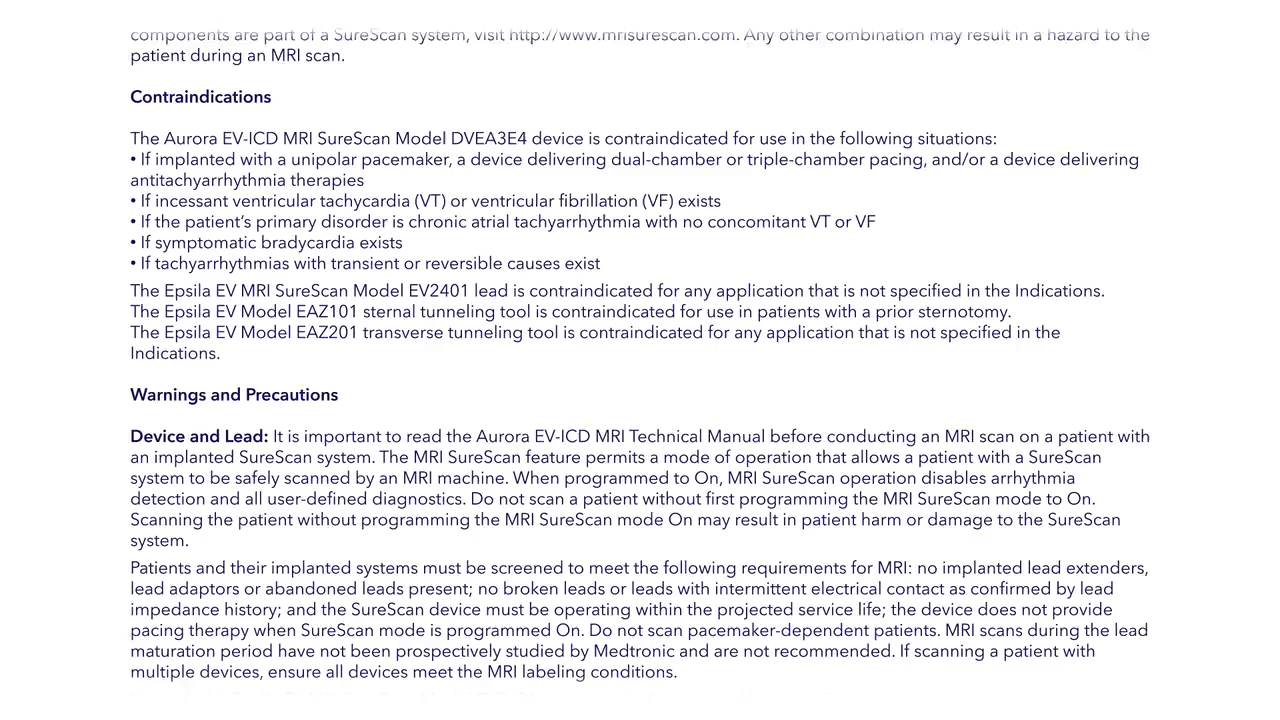 components are part of a SureScan system, visit http://www.mrisurescan.com. Any other combination may result in a hazard to the
patient during an MRI scan.
Contraindications
The Aurora EV-ICD MRI SureScan Model DVEA3E4 device is contraindicated for use in the following situations:
• If implanted with a unipolar pacemaker, a device delivering dual-chamber or triple-chamber pacing, and/or a device delivering
antitachyarrhythmia therapies
• If incessant ventricular tachycardia (VT) or ventricular fibrillation (VF) exists
• If the patient's primary disorder is chronic atrial tachyarrhythmia with no concomitant VT or VF
• If symptomatic bradycardia exists
• If tachyarrhythmias with transient or reversible causes exist
The Epsila EV MRI SureScan Model EV2401 lead is contraindicated for any application that is not specified in the Indications.
The Epsila EV Model EAZ101 sternal tunneling tool is contraindicated for use in patients with a prior sternotomy.
The Epsila EV Model EAZ201 transverse tunneling tool is contraindicated for any application that is not specified in the
Indications.
Warnings and Precautions
Device and Lead: It is important to read the Aurora EV-ICD MRI Technical Manual before conducting an MRI scan on a patient with
an implanted SureScan system. The MRI SureScan feature permits a mode of operation that allows a patient with a SureScan
system to be safely scanned by an MRI machine. When programmed to On, MRI SureScan operation disables arrhythmia
detection and all user-defined diagnostics. Do not scan a patient without first programming the MRI SureScan mode to On.
Scanning the patient without programming the MRI SureScan mode On may result in patient harm or damage to the SureScan
system.
Patients and their implanted systems must be screened to meet the following requirements for MRI: no implanted lead extenders,
lead adaptors or abandoned leads present; no broken leads or leads with intermittent electrical contact as confirmed by lead
impedance history; and the SureScan device must be operating within the projected service life; the device does not provide
pacing therapy when SureScan mode is programmed On. Do not scan pacemaker-dependent patients. MRI scans during the lead
maturation period have not been prospectively studied by Medtronic and are not recommended. If scanning a patient with
multiple devices, ensure all devices meet the MRI labeling conditions.